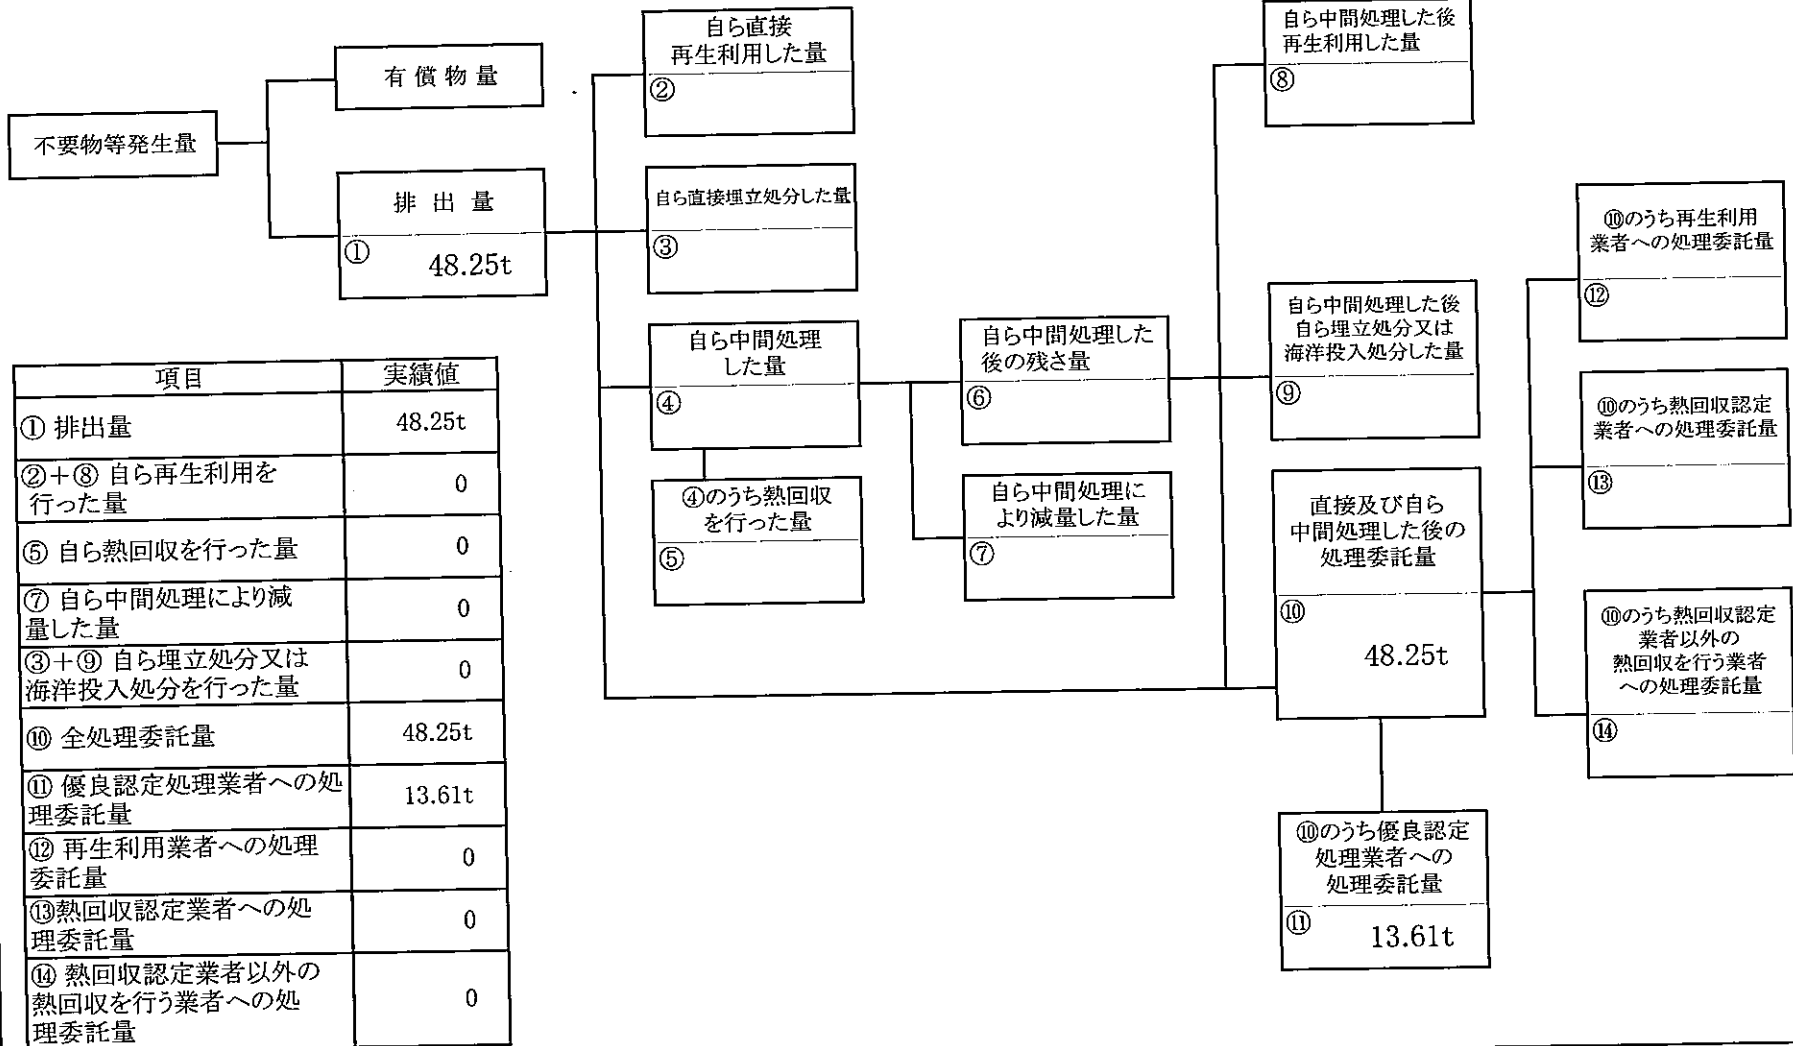 不要物等発生量
有償物量
排出量
①
48.25t
自ら直接
再生利用した量
②
自ら直接埋立処分した量
③
自ら中間処理
した量
④
④のうち熱回収
を行った量
⑤
自ら中間処理した
後の残さ量
⑥
自ら中間処理に
より減量した量
⑦
自ら中間処理した後
再生利用した量
⑧
自ら中間処理した後
自ら埋立処分又は
海洋投入処分した量
⑨
直接及び自ら
中間処理した後の
処理委託量
⑩
48.25t
⑩のうち優良認定
処理業者への
処理委託量
⑪
13.61t
⑩のうち再生利用
業者への処理委託量
⑫
⑩のうち熱回収認定
業者への処理委託量
⑬
⑩のうち熱回収認定
業者以外の
熱回収を行う業者
への処理委託量
⑭
項目 実績値
① 排出量 48.25t
②+⑧ 自ら再生利用を
行った量 0
⑤ 自ら熱回収を行った量 0
⑦ 自ら中間処理により減
量した量 0
③+⑨ 自ら埋立処分又は
海洋投入処分を行った量 0
⑩ 全処理委託量 48.25t
⑪ 優良認定処理業者への処
理委託量 13.61t
⑫ 再生利用業者への処理
委託量 0
⑬熱回収認定業者への処
理委託量 0
⑭ 熱回収認定業者以外の
熱回収を行う業者への処
理委託量 0